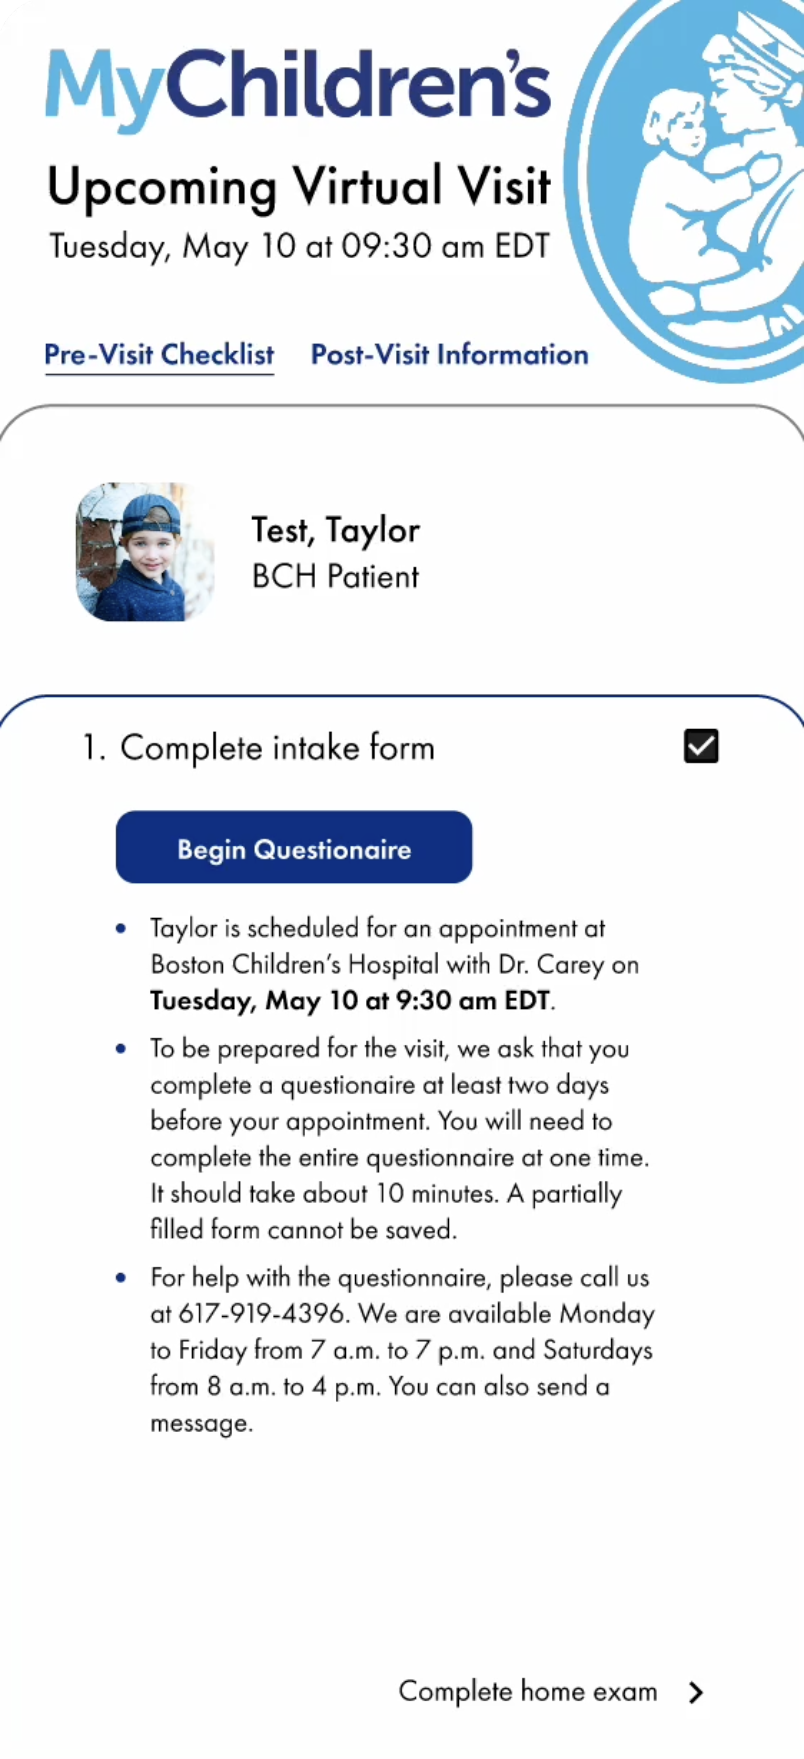 MyChildren's
Upcoming Virtual Visit
Tuesday, May 10 at 09:30 am EDT
Pre-Visit Checklist Post-Visit Information
Test, Taylor
BCH Patient
1. Complete intake form
Begin Questionaire
• Taylor is scheduled for an appointment at
Boston Children's Hospital with Dr. Carey on
Tuesday, May 10 at 9:30 am EDT.
• To be prepared for the visit, we ask that you
complete a questionaire at least two days
before your appointment. You will need to
complete the entire questionnaire at one time.
It should take about 10 minutes. A partially
filled form cannot be saved.
• For help with the questionnaire, please call us
at 617-919-4396. We are available Monday
to Friday from 7 a.m. to 7 p.m. and Saturdays
from 8 a.m. to 4 p.m. You can also send a
message.
Complete home exam